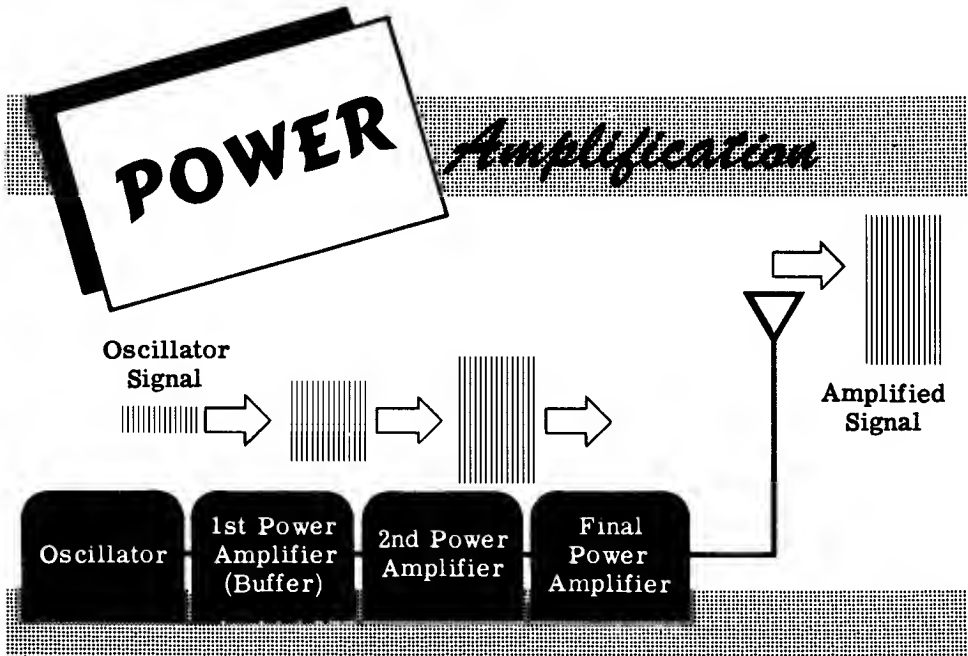 POWER
Amplification
Oscillator
Signal
Amplified
Signal
Oscillator
1st Power
Amplifier
(Buffer)
2nd Power
Amplifier
Final
Power
Amplifier